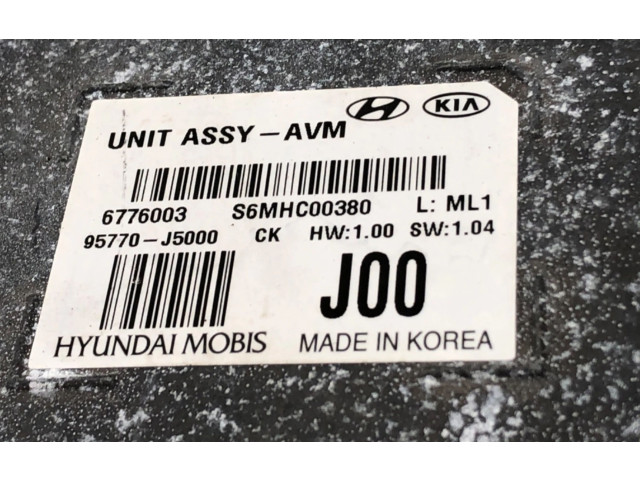 UNIT ASSY-AVM KIA
6776003 S6MHC00380 L: ML1
95770-J5000 CK HW:1.00 SW:1.04
J00
HYUNDAI MOBIS MADE IN KOREA